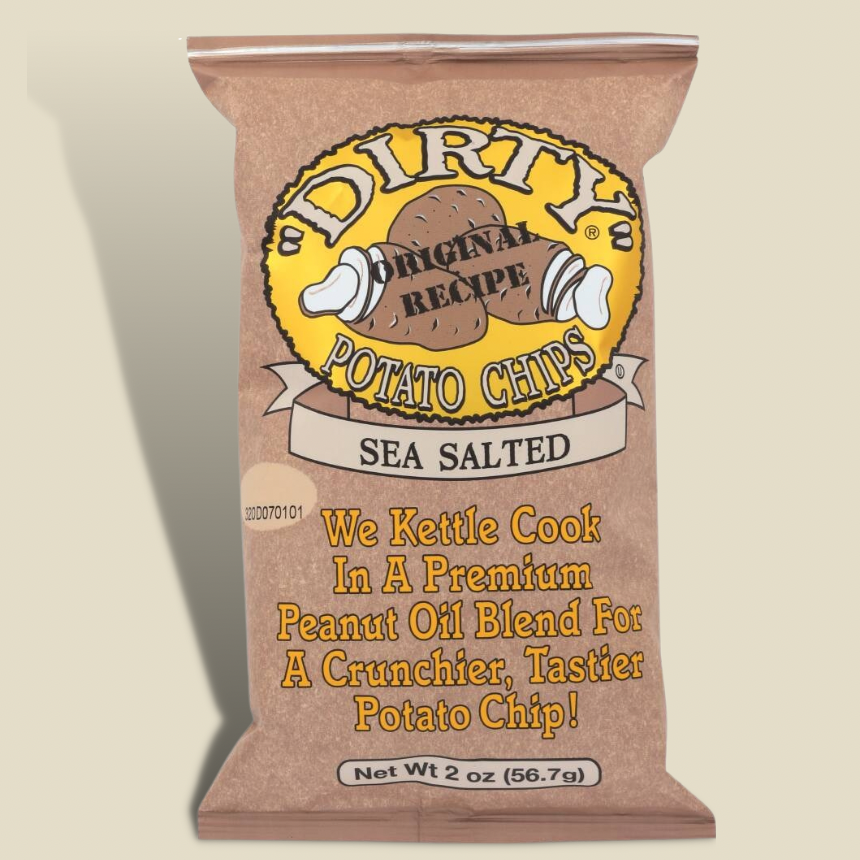 "DIRTY"®
ORIGINAL
RECIPE
POTATO CHIPS
SEA SALTED
320D070101
We Kettle Cook
In A Premium
Peanut Oil Blend For
A Crunchier, Tastier
Potato Chip!
Net Wt 2 oz (56.7g)